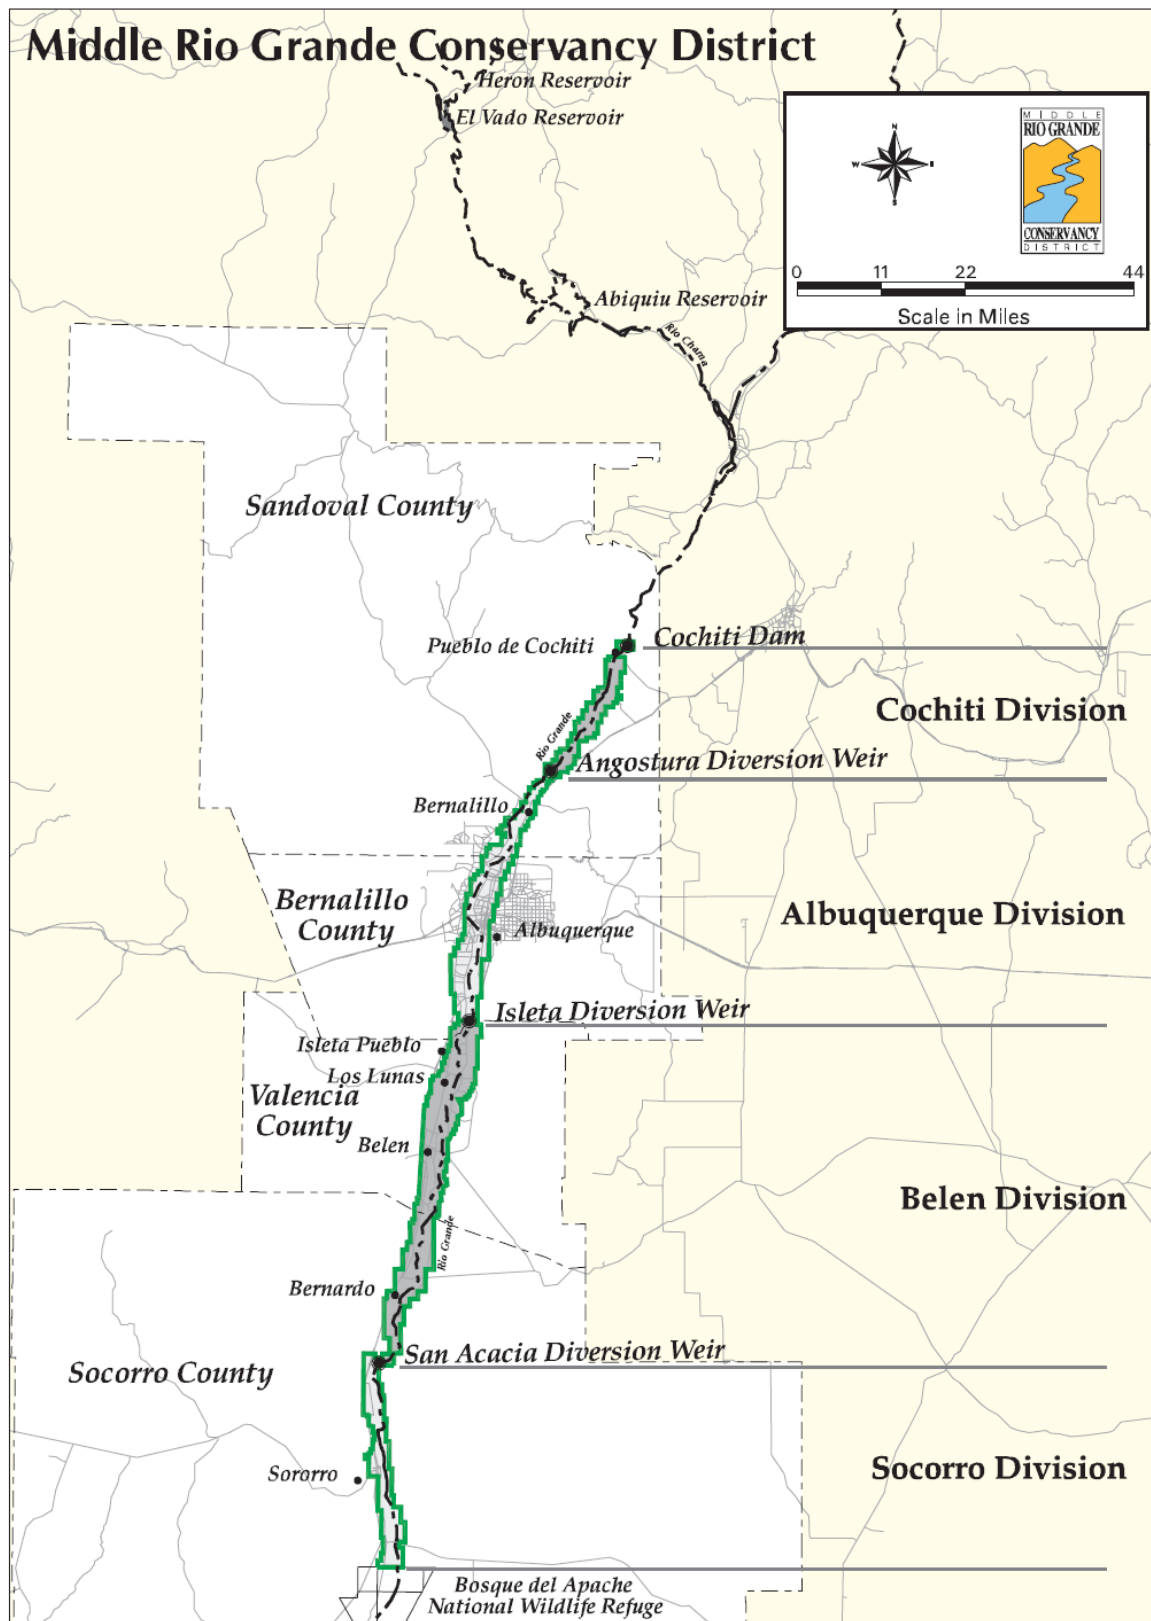 Middle Rio Grande Conservancy District
Heron Reservoir
El Vado Reservoir
N
W
E
S
MIDDLE
RIO GRANDE
CONSERVANCY
DISTRICT
0 11 22 44
Scale in Miles
Abiquiu Reservoir
Rio Chama
Sandoval County
Pueblo de Cochiti
Cochiti Dam
Cochiti Division
Rio Grande
Angostura Diversion Weir
Bernalillo
Bernalillo
County
Albuquerque Division
Albuquerque
Isleta Diversion Weir
Isleta Pueblo
Los Lunas
Valencia
County
Belen
Belen Division
Rio Grande
Bernardo
San Acacia Diversion Weir
Socorro County
Sororro
Socorro Division
Bosque del Apache
National Wildlife Refuge